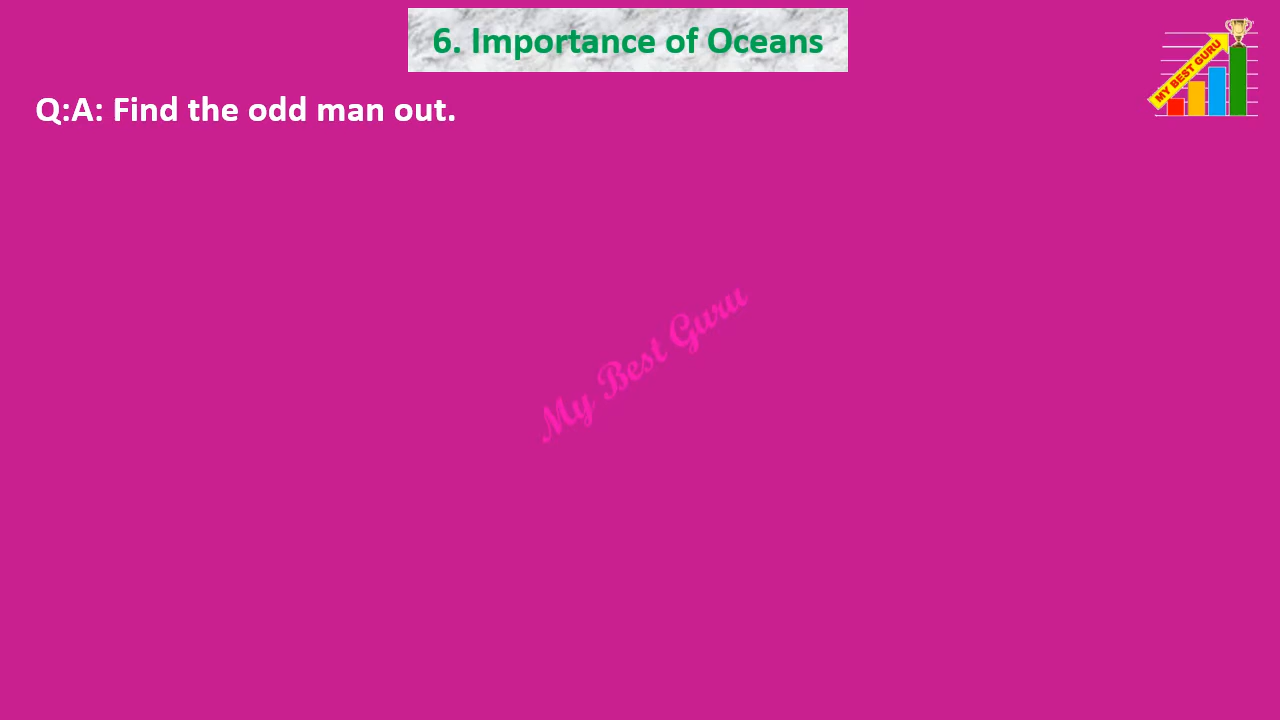 6. Importance of Oceans
MY BEST GURU
Q:A: Find the odd man out.
My Best Guru